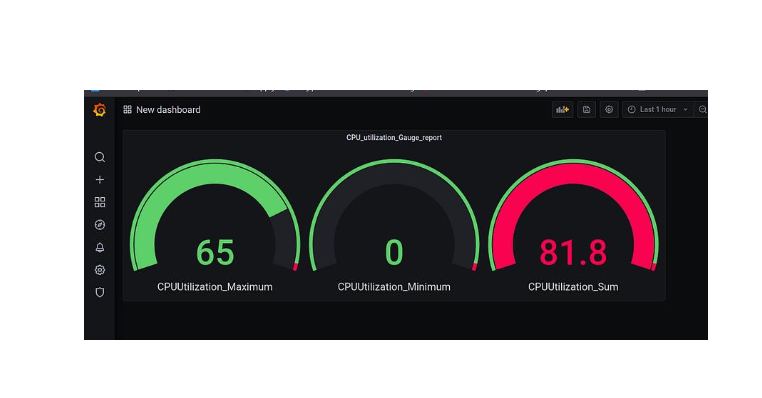 New dashboard
Last 1 hour
CPU_utilization_Gauge_report
65
0
81.8
CPUUtilization_Maximum
CPUUtilization_Minimum
CPUUtilization_Sum